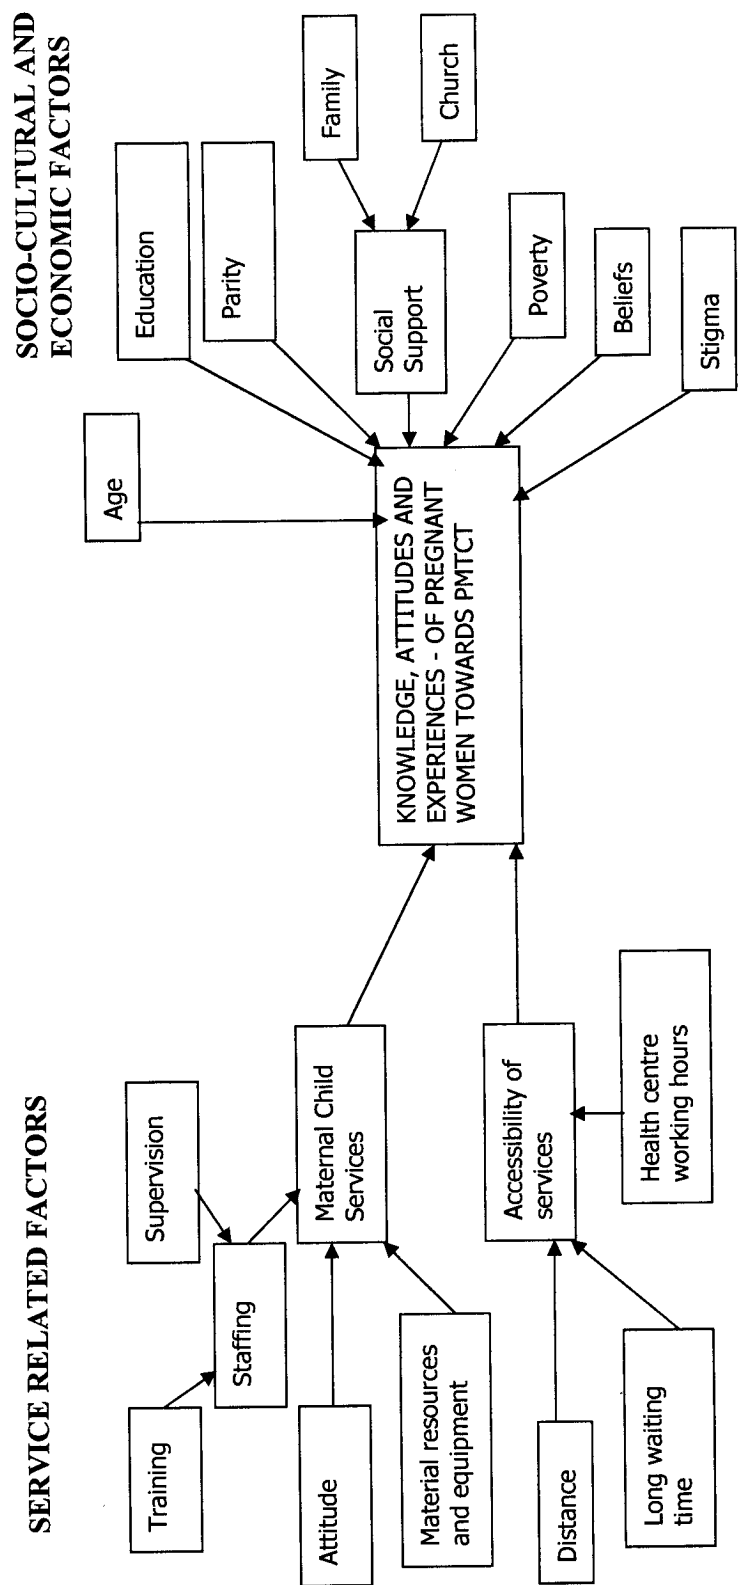 SERVICE RELATED FACTORS
Training
Supervision
Staffing
Attitude
Maternal Child
Services
Material resources
and equipment
Distance
Accessibility of
services
Long waiting
time
Health centre
working hours
KNOWLEDGE, ATTITUDES AND
EXPERIENCES - OF PREGNANT
WOMEN TOWARDS PMTCT
SOCIO-CULTURAL AND
ECONOMIC FACTORS
Age
Education
Parity
Social
Support
Family
Church
Poverty
Beliefs
Stigma